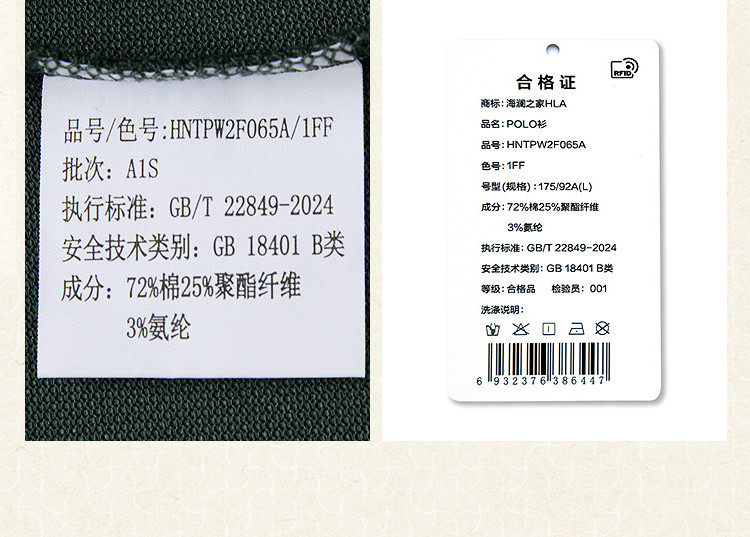 品号/色号:HNTPW2F065A/1FF
批次: A1S
执行标准: GB/T 22849-2024
安全技术类别: GB 18401 B类
成分: 72%棉25%聚酯纤维
3%氨纶
RFID
合格证
商标: 海澜之家HLA
品名: POLO衫
品号: HNTPW2F065A
色号: 1FF
号型(规格): 175/92A(L)
成分: 72%棉25%聚酯纤维
3%氨纶
执行标准: GB/T 22849-2024
安全技术类别: GB 18401 B类
等级: 合格品 检验员: 001
洗涤说明:
6 932376 386447